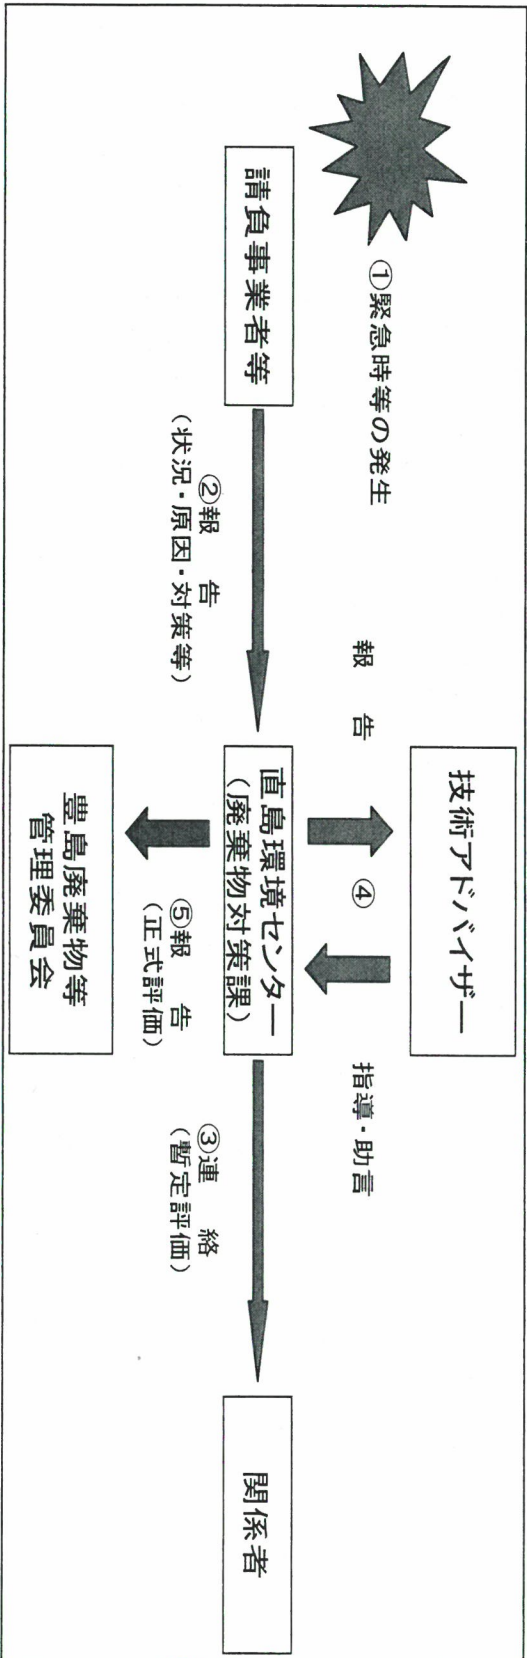 ①緊急時等の発生
請負事業者等
②報　告
(状況・原因・対策等)
報　告
④
指導・助言
技術アドバイザー
直島環境センター
(廃棄物対策課)
⑤報　告
(正式評価)
豊島廃棄物等
管理委員会
③連　絡
(暫定評価)
関係者